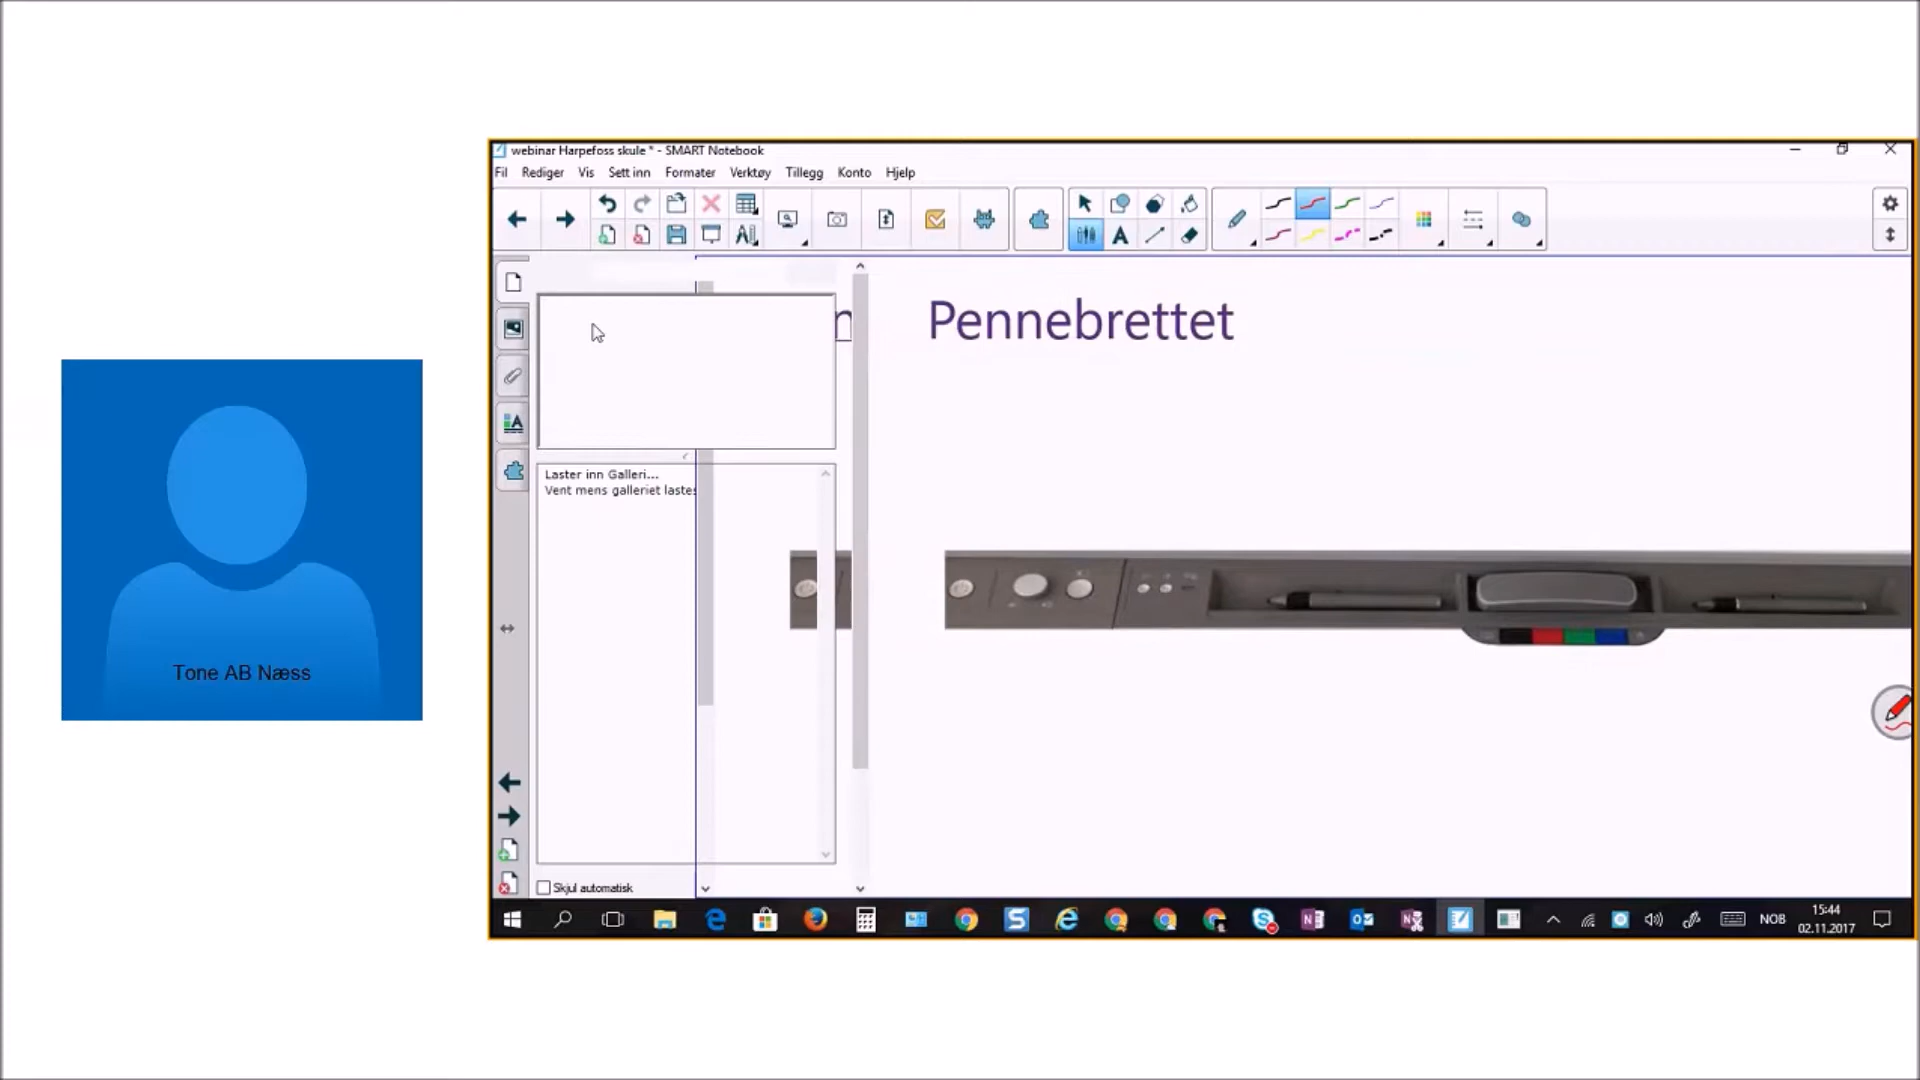 webinar Harpefoss skule * - SMART Notebook
Fil Rediger Vis Sett inn Formater Verktøy Tillegg Konto Hjelp
n Pennebrettet
Laster inn Galleri...
Vent mens galleriet lastes
Tone AB Næss
Skjul automatisk
NOB
15:44
02.11.2017